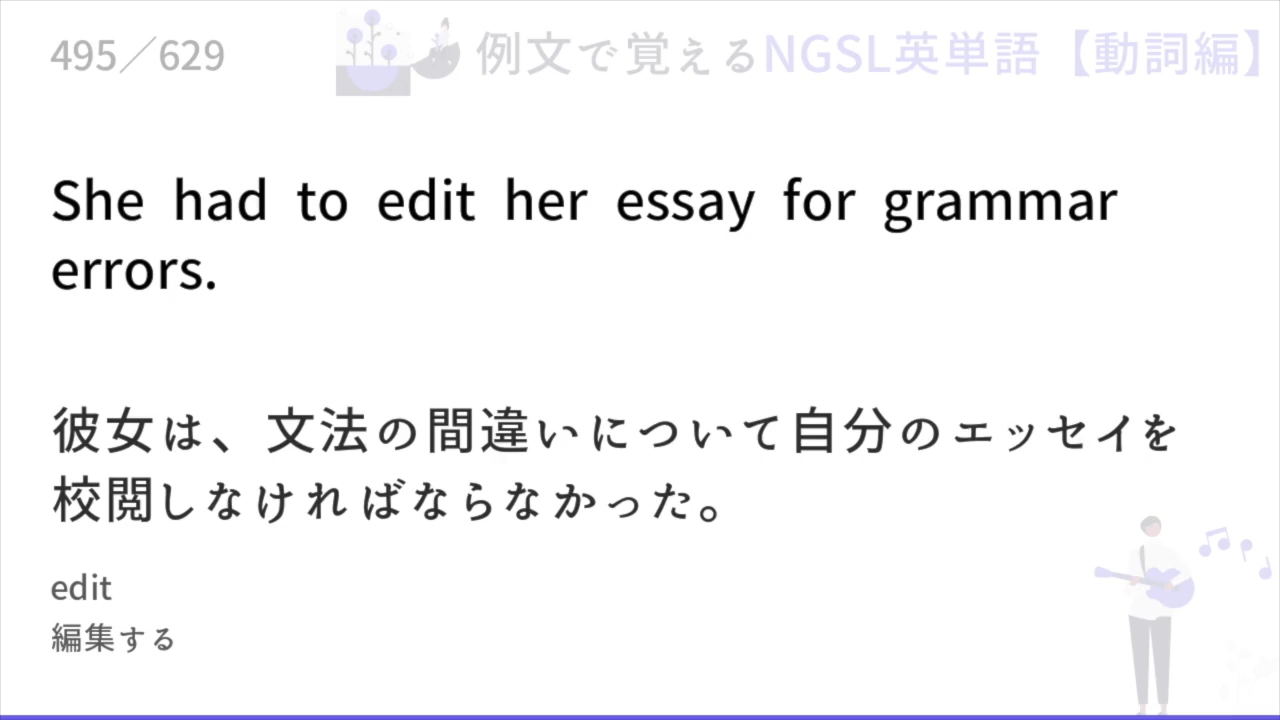 495／629
例文で覚えるNGSL英単語【動詞編】
She had to edit her essay for grammar
errors.
彼女は、文法の間違いについて自分のエッセイを
校閲しなければならなかった。
edit
編集する